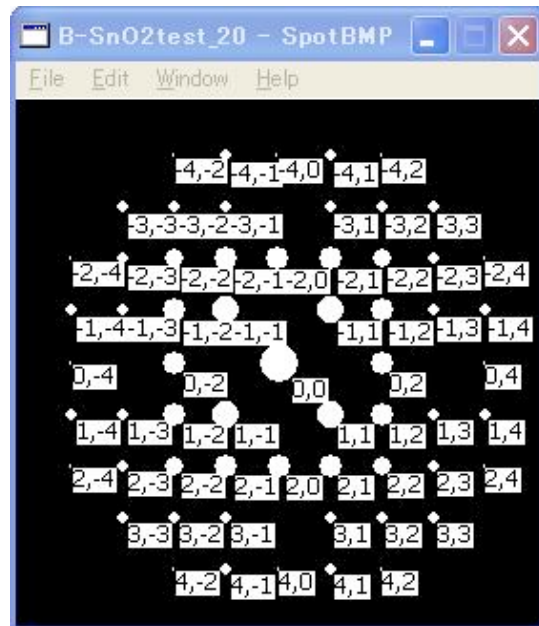 B-SnO2test_20 - SpotBMP
File Edit Window Help
-4,-2 -4,-1 -4,0 -4,1 -4,2
-3,-3 -3,-2 -3,-1 -3,1 -3,2 -3,3
-2,-4 -2,-3 -2,-2 -2,-1 -2,0 -2,1 -2,2 -2,3 -2,4
-1,-4 -1,-3 -1,-2 -1,-1 -1,1 -1,2 -1,3 -1,4
0,-4 0,-2 0,0 0,2 0,4
1,-4 1,-3 1,-2 1,-1 1,1 1,2 1,3 1,4
2,-4 2,-3 2,-2 2,-1 2,0 2,1 2,2 2,3 2,4
3,-3 3,-2 3,-1 3,1 3,2 3,3
4,-2 4,-1 4,0 4,1 4,2